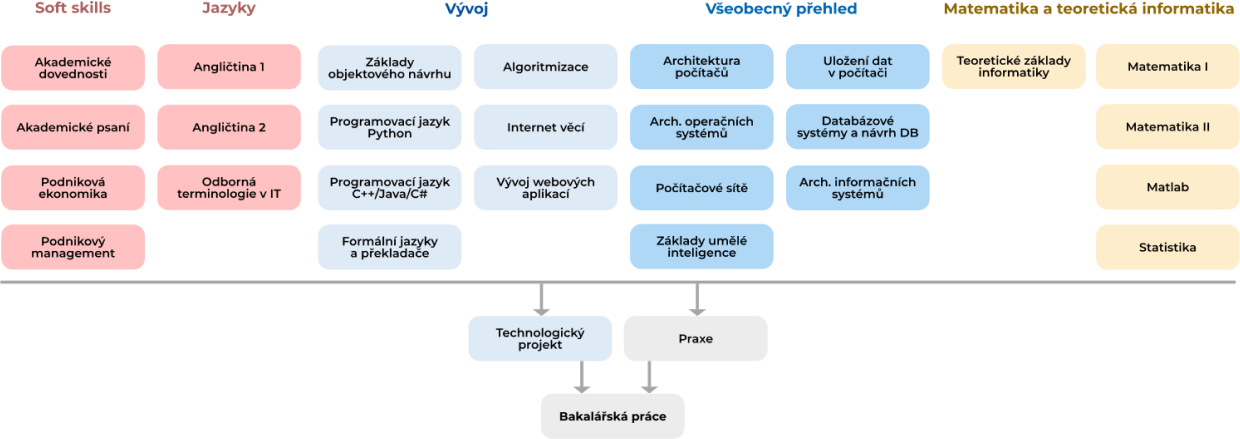 Soft skills
Jazyky
Vývoj
Všeobecný přehled
Matematika a teoretická informatika
Akademické
dovednosti
Angličtina 1
Základy
objektového návrhu
Algoritmizace
Architektura
počítačů
Uložení dat
v počítači
Teoretické základy
informatiky
Matematika I
Akademické psaní
Angličtina 2
Programovací jazyk
Python
Internet věcí
Arch. operačních
systémů
Databázové
systémy a návrh DB
Matematika II
Podniková
ekonomika
Odborná
terminologie v IT
Programovací jazyk
C++/Java/C#
Vývoj webových
aplikací
Počítačové sítě
Arch. informačních
systémů
Matlab
Podnikový
management
Formální jazyky
a překladače
Základy umělé
inteligence
Statistika
Technologický
projekt
Praxe
Bakalářská práce